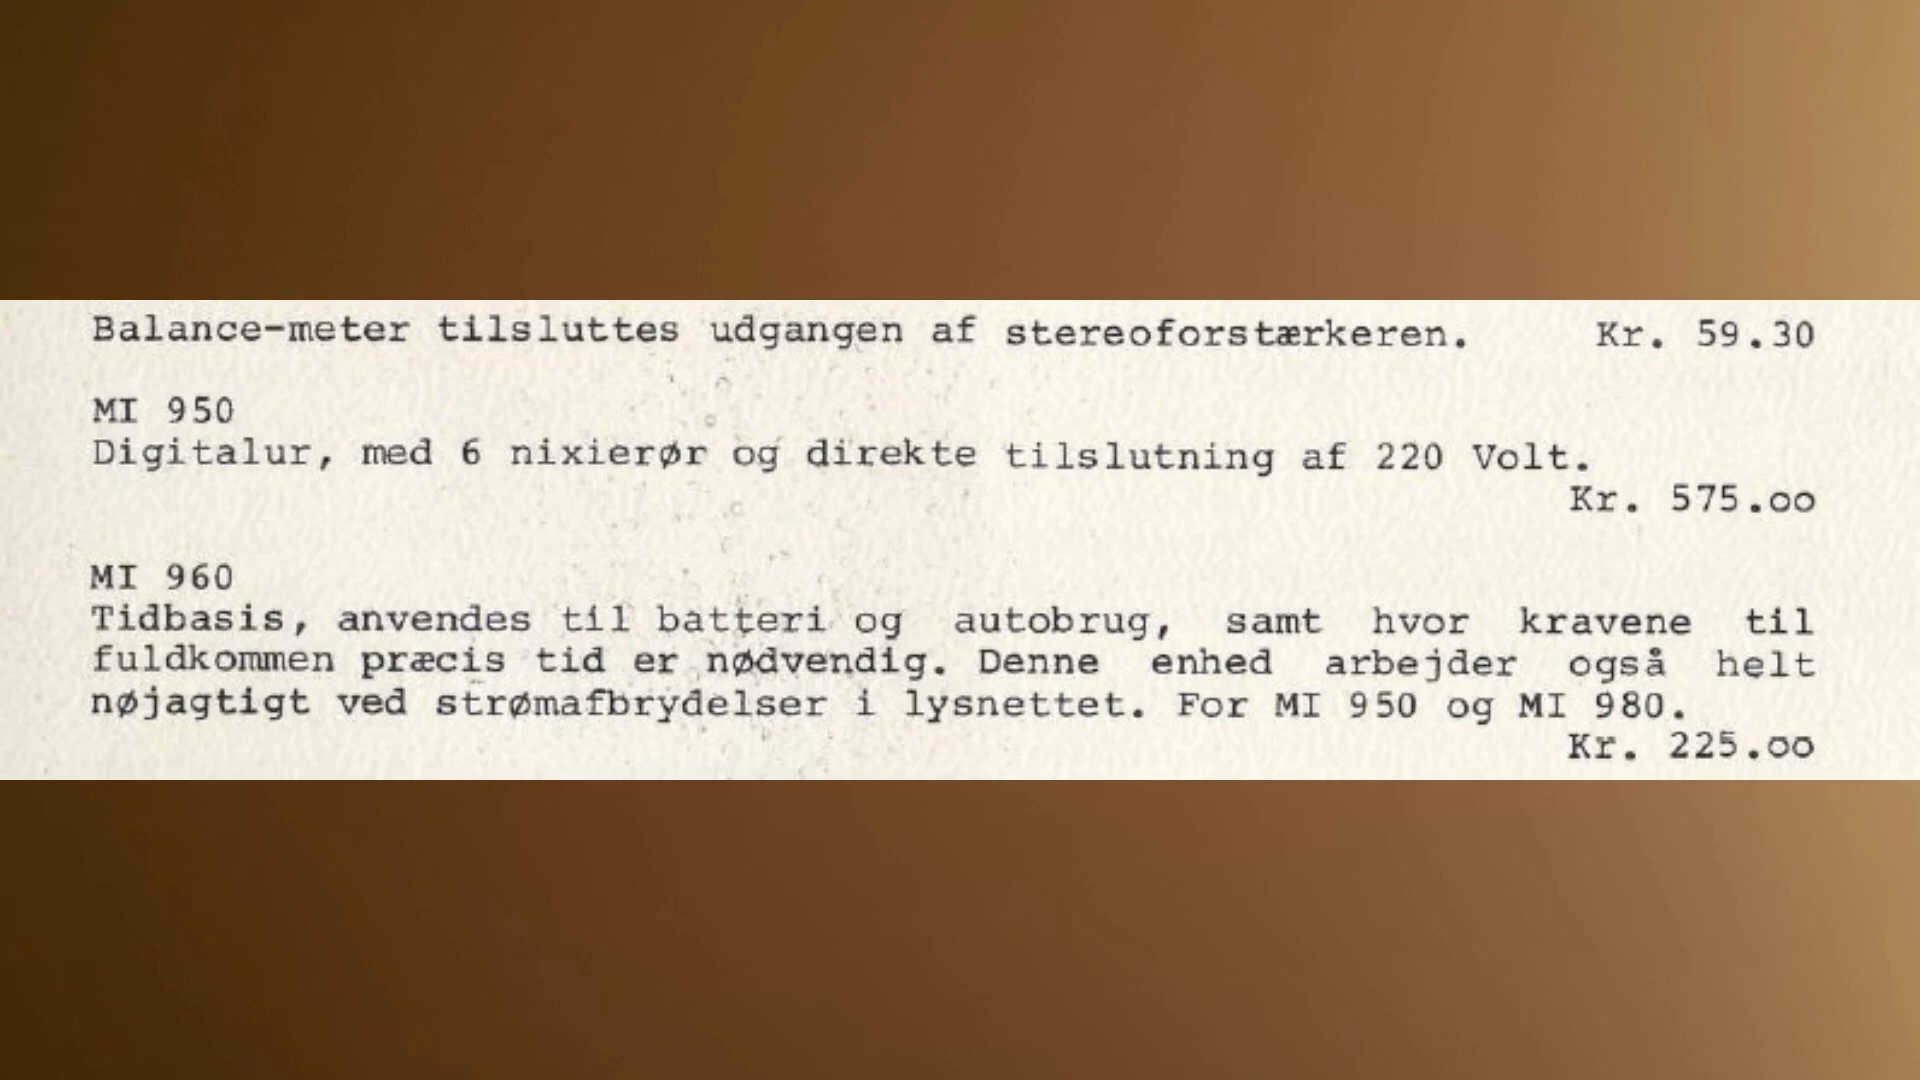 Balance-meter tilsluttes udgangen af stereoforstærkeren. Kr. 59.30
MI 950
Digitalur, med 6 nixierør og direkte tilslutning af 220 Volt.
Kr. 575.oo
MI 960
Tidbasis, anvendes til batteri og autobrug, samt hvor kravene til
fuldkommen præcis tid er nødvendig. Denne enhed arbejder også helt
nøjagtigt ved strømafbrydelser i lysnettet. For MI 950 og MI 980.
Kr. 225.oo